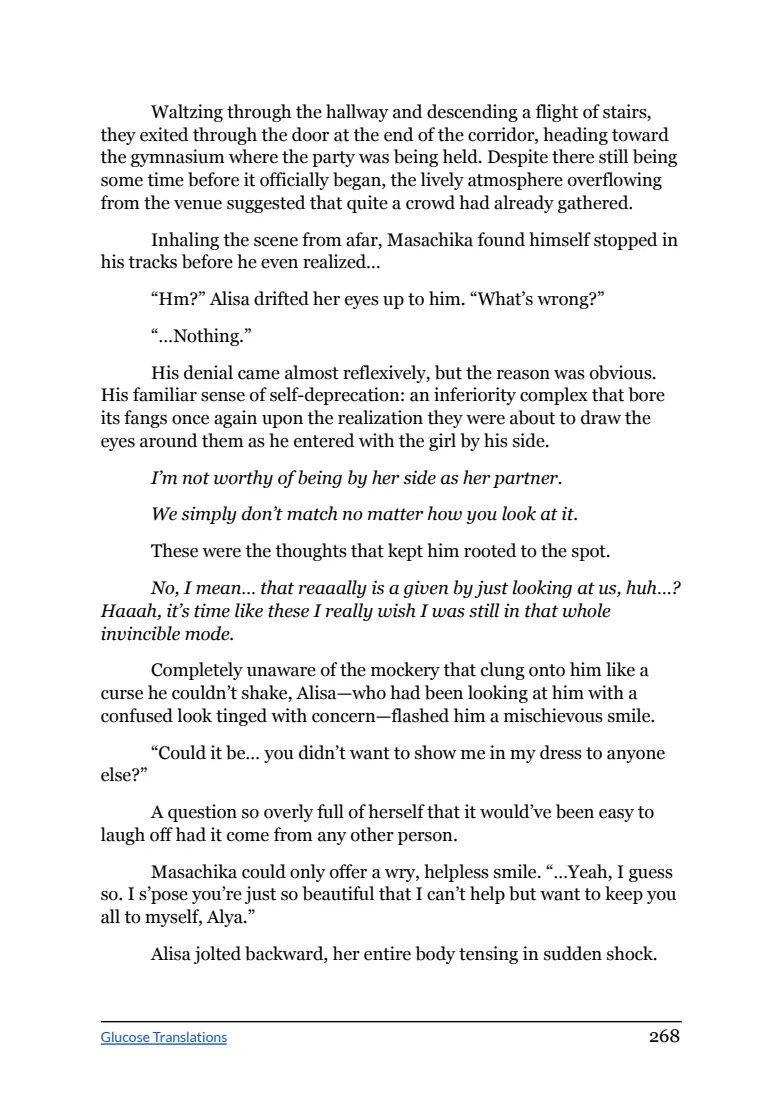 Waltzing through the hallway and descending a flight of stairs,
they exited through the door at the end of the corridor, heading toward
the gymnasium where the party was being held. Despite there still being
some time before it officially began, the lively atmosphere overflowing
from the venue suggested that quite a crowd had already gathered.
Inhaling the scene from afar, Masachika found himself stopped in
his tracks before he even realized…
“Hm?” Alisa drifted her eyes up to him. “What’s wrong?”
“…Nothing.”
His denial came almost reflexively, but the reason was obvious.
His familiar sense of self-deprecation: an inferiority complex that bore
its fangs once again upon the realization they were about to draw the
eyes around them as he entered with the girl by his side.
I’m not worthy of being by her side as her partner.
We simply don’t match no matter how you look at it.
These were the thoughts that kept him rooted to the spot.
No, I mean… that reaaally is a given by just looking at us, huh…?
Haaah, it’s time like these I really wish I was still in that whole
invincible mode.
Completely unaware of the mockery that clung onto him like a
curse he couldn’t shake, Alisa—who had been looking at him with a
confused look tinged with concern—flashed him a mischievous smile.
“Could it be… you didn’t want to show me in my dress to anyone
else?”
A question so overly full of herself that it would’ve been easy to
laugh off had it come from any other person.
Masachika could only offer a wry, helpless smile. “…Yeah, I guess
so. I s’pose you’re just so beautiful that I can’t help but want to keep you
all to myself, Alya.”
Alisa jolted backward, her entire body tensing in sudden shock.
Glucose Translations
268